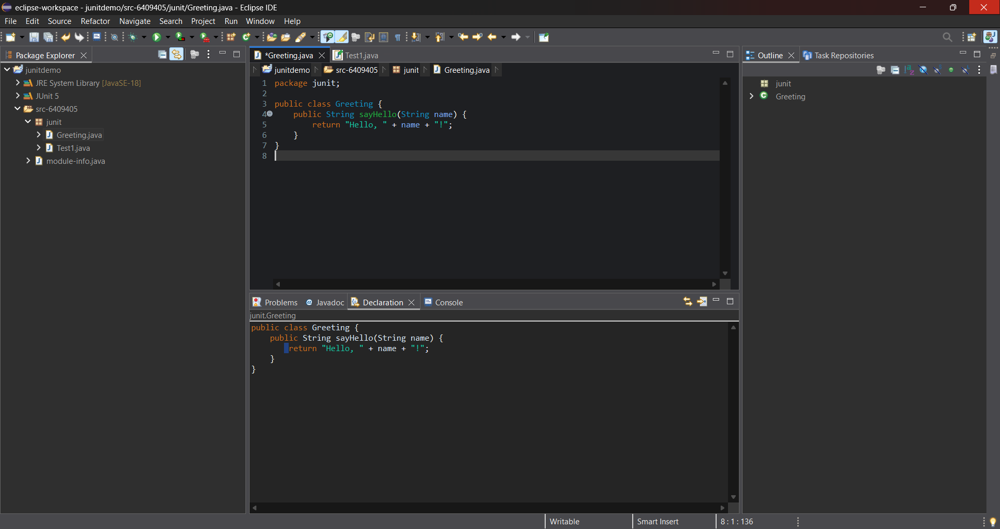 eclipse-workspace - junitdemo/src-6409405/junit/Greeting.java - Eclipse IDE
File Edit Source Refactor Navigate Search Project Run Window Help
Package Explorer
junitdemo
JRE System Library [JavaSE-18]
JUnit 5
src-6409405
junit
Greeting.java
Test1.java
module-info.java
*Greeting.java Test1.java
junitdemo src-6409405 junit Greeting.java
1 package junit;
2
3 public class Greeting {
4 public String sayHello(String name) {
5 return "Hello, " + name + "!";
6 }
7 }
8
Problems @ Javadoc Declaration Console
junit.Greeting
public class Greeting {
public String sayHello(String name) {
return "Hello, " + name + "!";
}
}
Outline Task Repositories
junit
Greeting
Writable Smart Insert 8 : 1 : 136